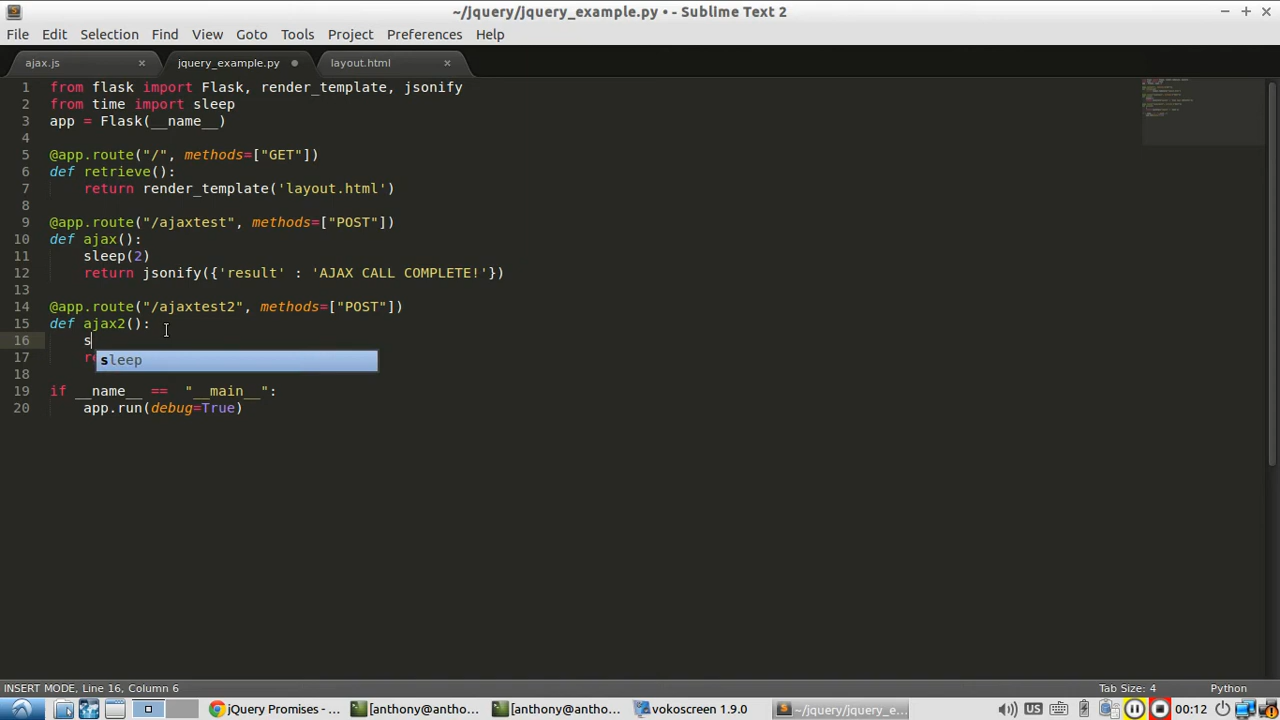 ~/jquery/jquery_example.py • - Sublime Text 2
File Edit Selection Find View Goto Tools Project Preferences Help
ajax.js jquery_example.py layout.html
1 from flask import Flask, render_template, jsonify
2 from time import sleep
3 app = Flask(__name__)
4
5 @app.route("/", methods=["GET"])
6 def retrieve():
7 return render_template('layout.html')
8
9 @app.route("/ajaxtest", methods=["POST"])
10 def ajax():
11 sleep(2)
12 return jsonify({'result' : 'AJAX CALL COMPLETE!'})
13
14 @app.route("/ajaxtest2", methods=["POST"])
15 def ajax2():
16 s
17 re
sleep
18
19 if __name__ == "__main__":
20 app.run(debug=True)
INSERT MODE, Line 16, Column 6 Tab Size: 4 Python
jQuery Promises - ... [anthony@antho... [anthony@antho... vokoscreen 1.9.0 ~/jquery/jquery_e... US 00:12